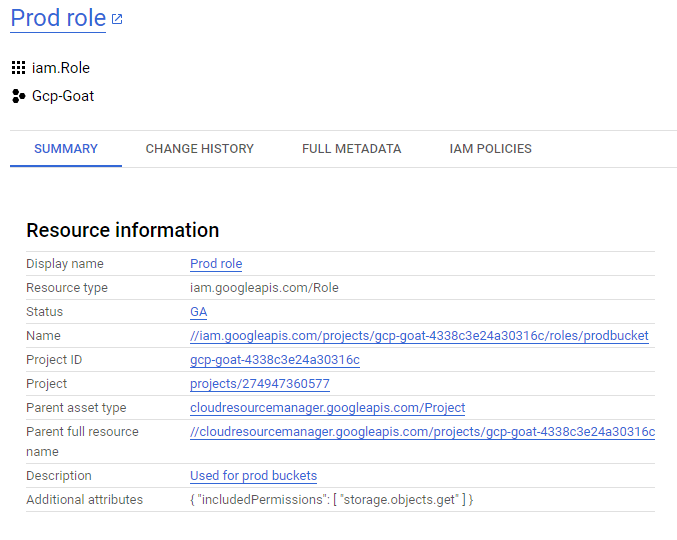 Prod role
iam.Role
Gcp-Goat
SUMMARY CHANGE HISTORY FULL METADATA IAM POLICIES
Resource information
Display name Prod role
Resource type iam.googleapis.com/Role
Status GA
Name //iam.googleapis.com/projects/gcp-goat-4338c3e24a30316c/roles/prodbucket
Project ID gcp-goat-4338c3e24a30316c
Project projects/274947360577
Parent asset type cloudresourcemanager.googleapis.com/Project
Parent full resource //cloudresourcemanager.googleapis.com/projects/gcp-goat-4338c3e24a30316c
name
Description Used for prod buckets
Additional attributes { "includedPermissions": [ "storage.objects.get" ] }